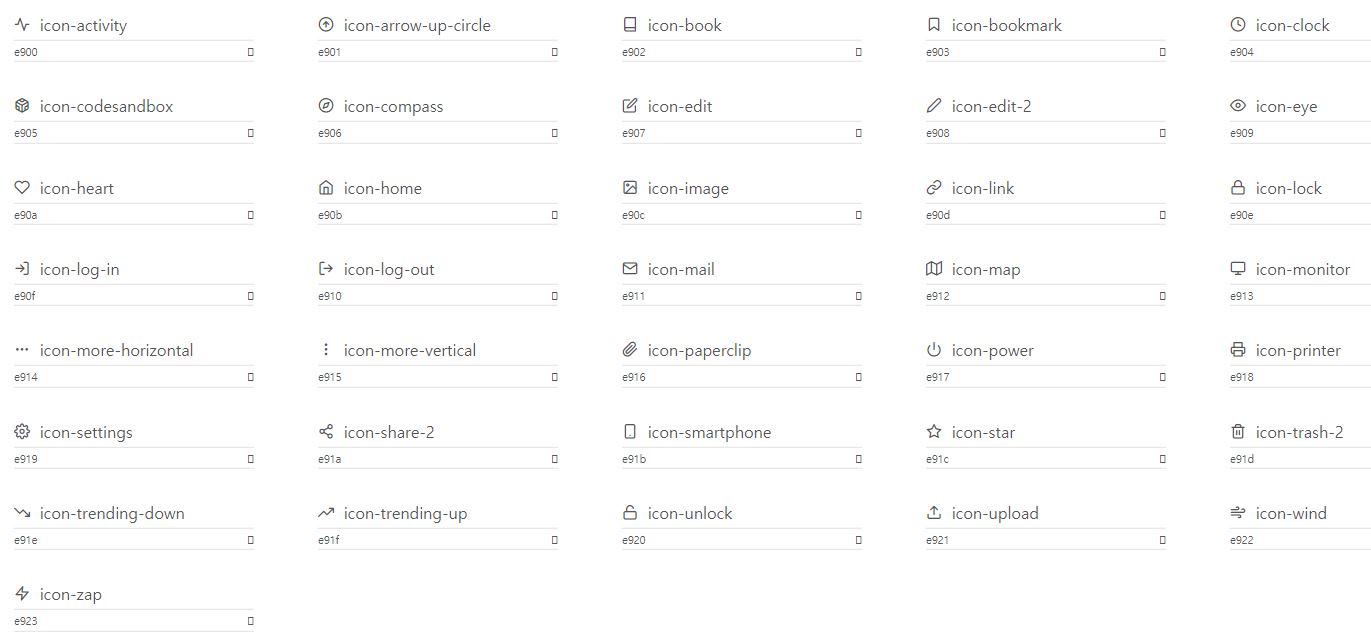 icon-activity icon-arrow-up-circle icon-book icon-bookmark icon-clock
e900 e901 e902 e903 e904
icon-codesandbox icon-compass icon-edit icon-edit-2 icon-eye
e905 e906 e907 e908 e909
icon-heart icon-home icon-image icon-link icon-lock
e90a e90b e90c e90d e90e
icon-log-in icon-log-out icon-mail icon-map icon-monitor
e90f e910 e911 e912 e913
icon-more-horizontal icon-more-vertical icon-paperclip icon-power icon-printer
e914 e915 e916 e917 e918
icon-settings icon-share-2 icon-smartphone icon-star icon-trash-2
e919 e91a e91b e91c e91d
icon-trending-down icon-trending-up icon-unlock icon-upload icon-wind
e91e e91f e920 e921 e922
icon-zap
e923